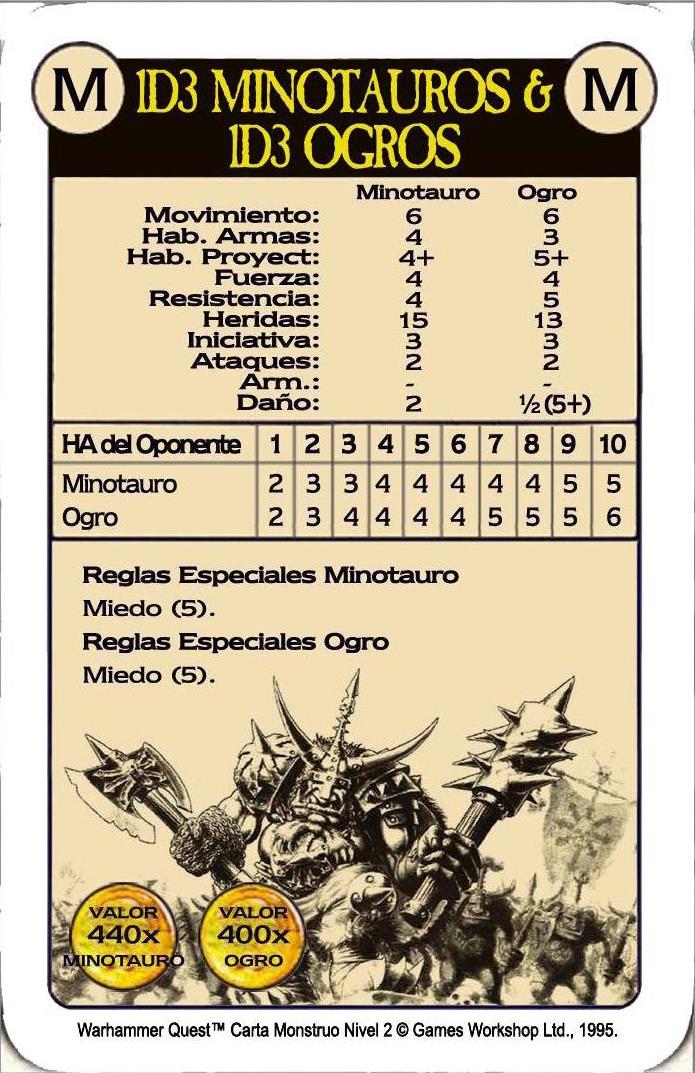 M 1D3 MINOTAUROS & M
1D3 OGROS
Minotauro Ogro
Movimiento: 6 6
Hab. Armas: 4 3
Hab. Proyect: 4+ 5+
Fuerza: 4 4
Resistencia: 4 5
Heridas: 15 13
Iniciativa: 3 3
Ataques: 2 2
Arm.: - -
Daño: 2 ½ (5+)
HA del Oponente 1 2 3 4 5 6 7 8 9 10
Minotauro 2 3 3 4 4 4 4 4 5 5
Ogro 2 3 4 4 4 4 5 5 5 6
Reglas Especiales Minotauro
Miedo (5).
Reglas Especiales Ogro
Miedo (5).
VALOR
440x
MINOTAURO
VALOR
400x
OGRO
Warhammer Quest™ Carta Monstruo Nivel 2 © Games Workshop Ltd., 1995.